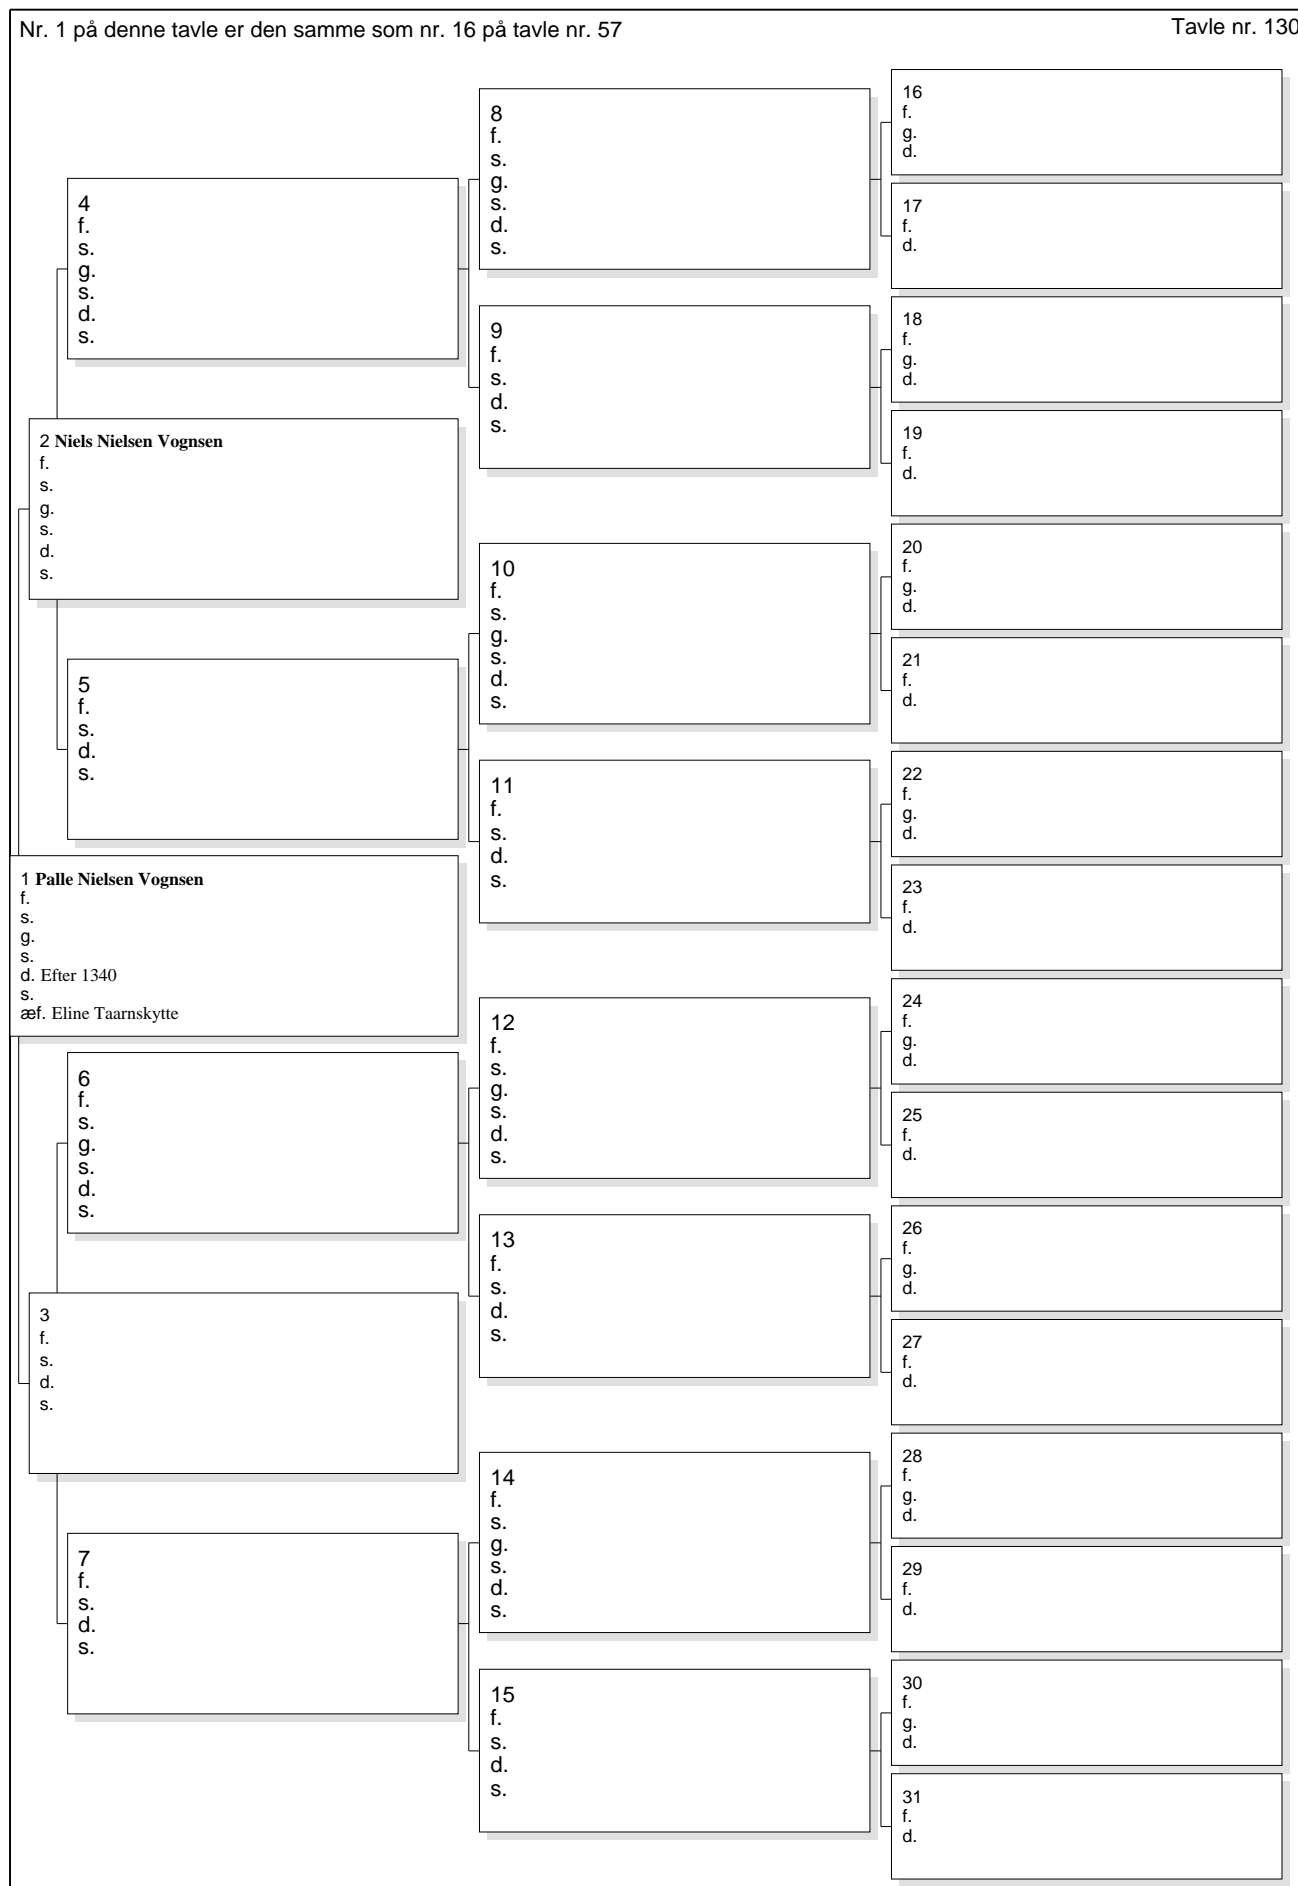 Nr. 1 på denne tavle er den samme som nr. 16 på tavle nr. 57
Tavle nr. 130
4
f.
s.
g.
s.
d.
s.
2 Niels Nielsen Vognsen
f.
s.
g.
s.
d.
s.
5
f.
s.
d.
s.
1 Palle Nielsen Vognsen
f.
s.
g.
s.
d. Efter 1340
s.
æf. Eline Taarnskytte
6
f.
s.
g.
s.
d.
s.
3
f.
s.
d.
s.
7
f.
s.
d.
s.
8
f.
s.
g.
s.
d.
s.
9
f.
s.
d.
s.
10
f.
s.
g.
s.
d.
s.
11
f.
s.
d.
s.
12
f.
s.
g.
s.
d.
s.
13
f.
s.
d.
s.
14
f.
s.
g.
s.
d.
s.
15
f.
s.
d.
s.
16
f.
g.
d.
17
f.
d.
18
f.
g.
d.
19
f.
d.
20
f.
g.
d.
21
f.
d.
22
f.
g.
d.
23
f.
d.
24
f.
g.
d.
25
f.
d.
26
f.
g.
d.
27
f.
d.
28
f.
g.
d.
29
f.
d.
30
f.
g.
d.
31
f.
d.